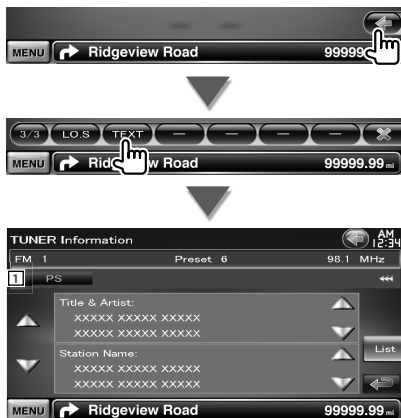 MENU Ridgeview Road 99999
3/3 LO.S TEXT
MENU Rid w Road 99999.99 mi
TUNER Information AM 12:34
FM 1 Preset 6 98.1 MHz
1 PS
Title & Artist:
XXXXX XXXXX XXXXX
XXXXX XXXXX XXXXX
List
Station Name:
XXXXX XXXXX XXXXX
XXXXX XXXXX XXXXX
MENU Ridgeview Road 99999.99 mi